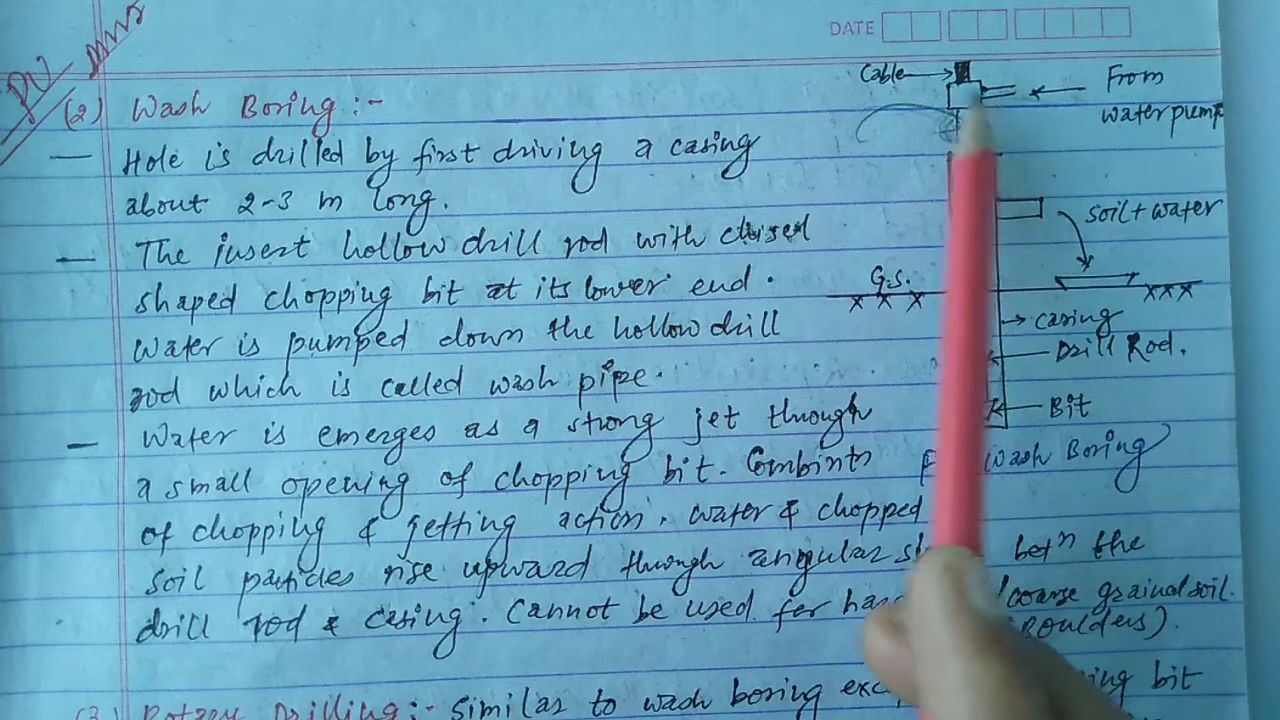 DATE
(2) Wash Boring :-
Cable
From
water pump
— Hole is drilled by first driving a casing
about 2-3 m long.
— The insert hollow drill rod with chisel
soil + water
shaped chopping bit at its lower end.
G.S.
water is pumped down the hollow drill
casing
Drill Rod.
rod which is called wash pipe.
Bit
— Water is emerges as a strong jet through
a small opening of chopping bit.
Wash Boring
of chopping & jetting action. water & chopped
soil particles rise upward through angular betn the
drill rod & casing. Cannot be used for coarse grained soil.
Boulders).
(3) Rotary Drilling :- Similar to wash boring bit